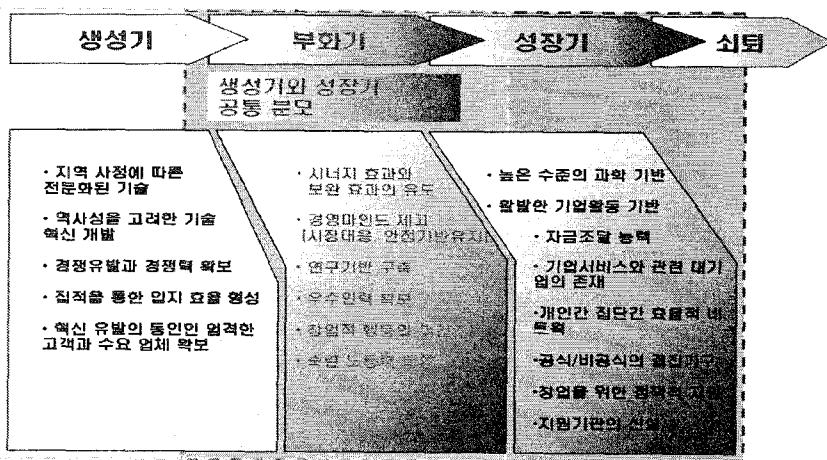 생성기
부화기
성장기
쇠퇴
생성기와 성장기
공통 분모
· 지역 사정에 따른
전문화된 기술
· 역사성을 고려한 기술
혁신 개발
· 경쟁유발과 경쟁력 확보
· 집적을 통한 입지 효율 형성
· 혁신 유발의 동인인 엄격한
고객과 수요 업체 확보
· 시너지 효과와
보완 효과의 유도
· 경영마인드 제고
(시장대응 안정기반유지)
· 연구기반 구축
· 우수인력 확보
· 창업적
· 숙련 노동력
· 높은 수준의 과학 기반
· 활발한 기업활동 기반
· 자금조달 능력
· 기업서비스와 관련 대기
업의 존재
·개인간 집단간 효율적 네
트웍
·공식/비공식의
·창업을 위한 정책적 지원
·지원기관의 신설